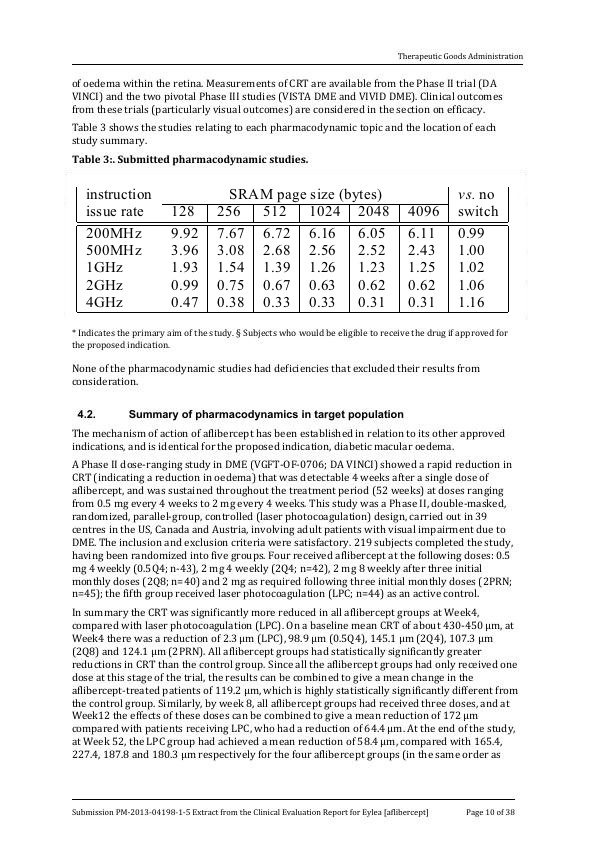 Therapeutic Goods Administration
of oedema within the retina. Measurements of CRT are available from the Phase II trial (DA
VINCI) and the two pivotal Phase III studies (VISTA DME and VIVID DME). Clinical outcomes
from these trials (particularly visual outcomes) are considered in the section on efficacy.
Table 3 shows the studies relating to each pharmacodynamic topic and the location of each
study summary.
Table 3:. Submitted pharmacodynamic studies.
instruction SRAM page size (bytes) vs. no
issue rate 128 256 512 1024 2048 4096 switch
200MHz 9.92 7.67 6.72 6.16 6.05 6.11 0.99
500MHz 3.96 3.08 2.68 2.56 2.52 2.43 1.00
1GHz 1.93 1.54 1.39 1.26 1.23 1.25 1.02
2GHz 0.99 0.75 0.67 0.63 0.62 0.62 1.06
4GHz 0.47 0.38 0.33 0.33 0.31 0.31 1.16
* Indicates the primary aim of the study. § Subjects who would be eligible to receive the drug if approved for
the proposed indication.
None of the pharmacodynamic studies had deficiencies that excluded their results from
consideration.
4.2. Summary of pharmacodynamics in target population
The mechanism of action of aflibercept has been established in relation to its other approved
indications, and is identical for the proposed indication, diabetic macular oedema.
A Phase II dose-ranging study in DME (VGFT-OF-0706; DA VINCI) showed a rapid reduction in
CRT (indicating a reduction in oedema) that was detectable 4 weeks after a single dose of
aflibercept, and was sustained throughout the treatment period (52 weeks) at doses ranging
from 0.5 mg every 4 weeks to 2 mg every 4 weeks. This study was a Phase II, double-masked,
randomized, parallel-group, controlled (laser photocoagulation) design, carried out in 39
centres in the US, Canada and Austria, involving adult patients with visual impairment due to
DME. The inclusion and exclusion criteria were satisfactory. 219 subjects completed the study,
having been randomized into five groups. Four received aflibercept at the following doses: 0.5
mg 4 weekly (0.5Q4; n-43), 2 mg 4 weekly (2Q4; n=42), 2 mg 8 weekly after three initial
monthly doses (2Q8; n=40) and 2 mg as required following three initial monthly doses (2PRN;
n=45); the fifth group received laser photocoagulation (LPC; n=44) as an active control.
In summary the CRT was significantly more reduced in all aflibercept groups at Week4,
compared with laser photocoagulation (LPC). On a baseline mean CRT of about 430-450 µm, at
Week4 there was a reduction of 2.3 µm (LPC), 98.9 µm (0.5Q4), 145.1 µm (2Q4), 107.3 µm
(2Q8) and 124.1 µm (2PRN). All aflibercept groups had statistically significantly greater
reductions in CRT than the control group. Since all the aflibercept groups had only received one
dose at this stage of the trial, the results can be combined to give a mean change in the
aflibercept-treated patients of 119.2 µm, which is highly statistically significantly different from
the control group. Similarly, by week 8, all aflibercept groups had received three doses, and at
Week12 the effects of these doses can be combined to give a mean reduction of 172 µm
compared with patients receiving LPC, who had a reduction of 64.4 µm. At the end of the study,
at Week 52, the LPC group had achieved a mean reduction of 58.4 µm, compared with 165.4,
227.4, 187.8 and 180.3 µm respectively for the four aflibercept groups (in the same order as
Submission PM-2013-04198-1-5 Extract from the Clinical Evaluation Report for Eylea [aflibercept] Page 10 of 38